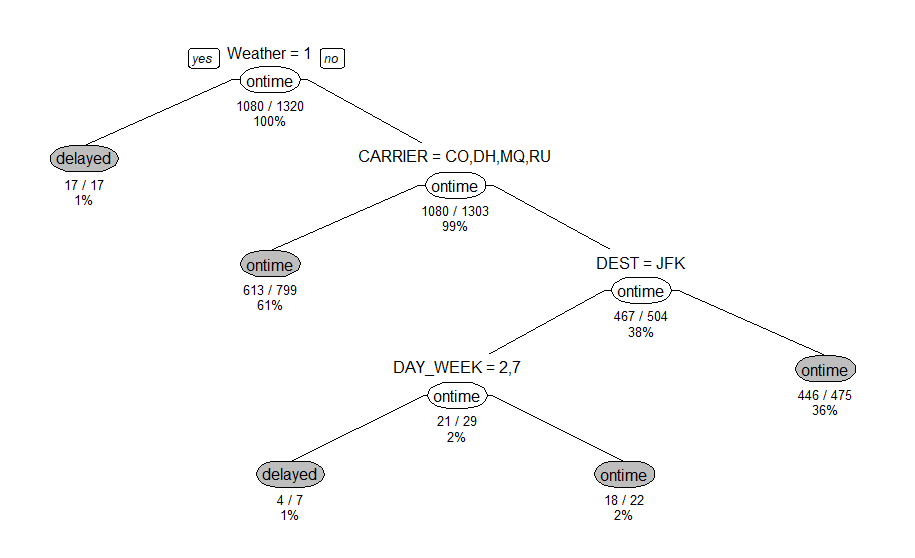 yes Weather = 1 no
ontime
1080 / 1320
100%
delayed
17 / 17
1%
CARRIER = CO,DH,MQ,RU
ontime
1080 / 1303
99%
ontime
613 / 799
61%
DEST = JFK
ontime
467 / 504
38%
DAY_WEEK = 2,7
ontime
21 / 29
2%
ontime
446 / 475
36%
delayed
4 / 7
1%
ontime
18 / 22
2%